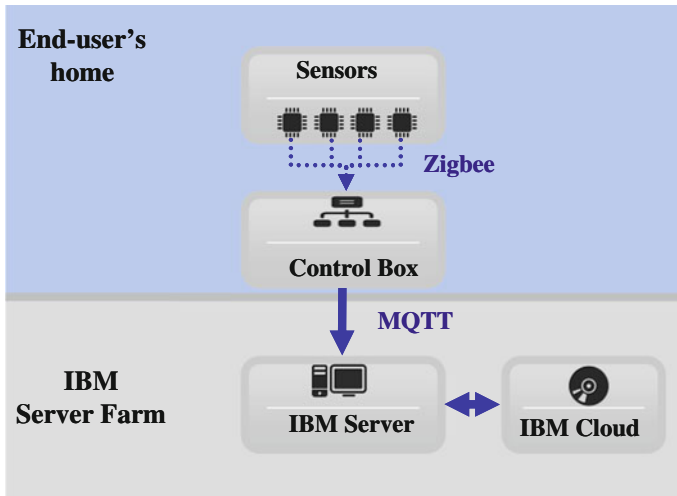 End-user's
home
Sensors
Zigbee
Control Box
MQTT
IBM
Server Farm
IBM Server
IBM Cloud